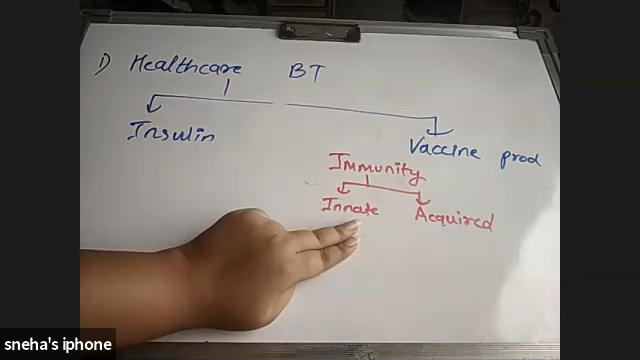 1) Healthcare BT
Insulin
Vaccine prod
Immunity
Innate
Acquired
sneha's iphone